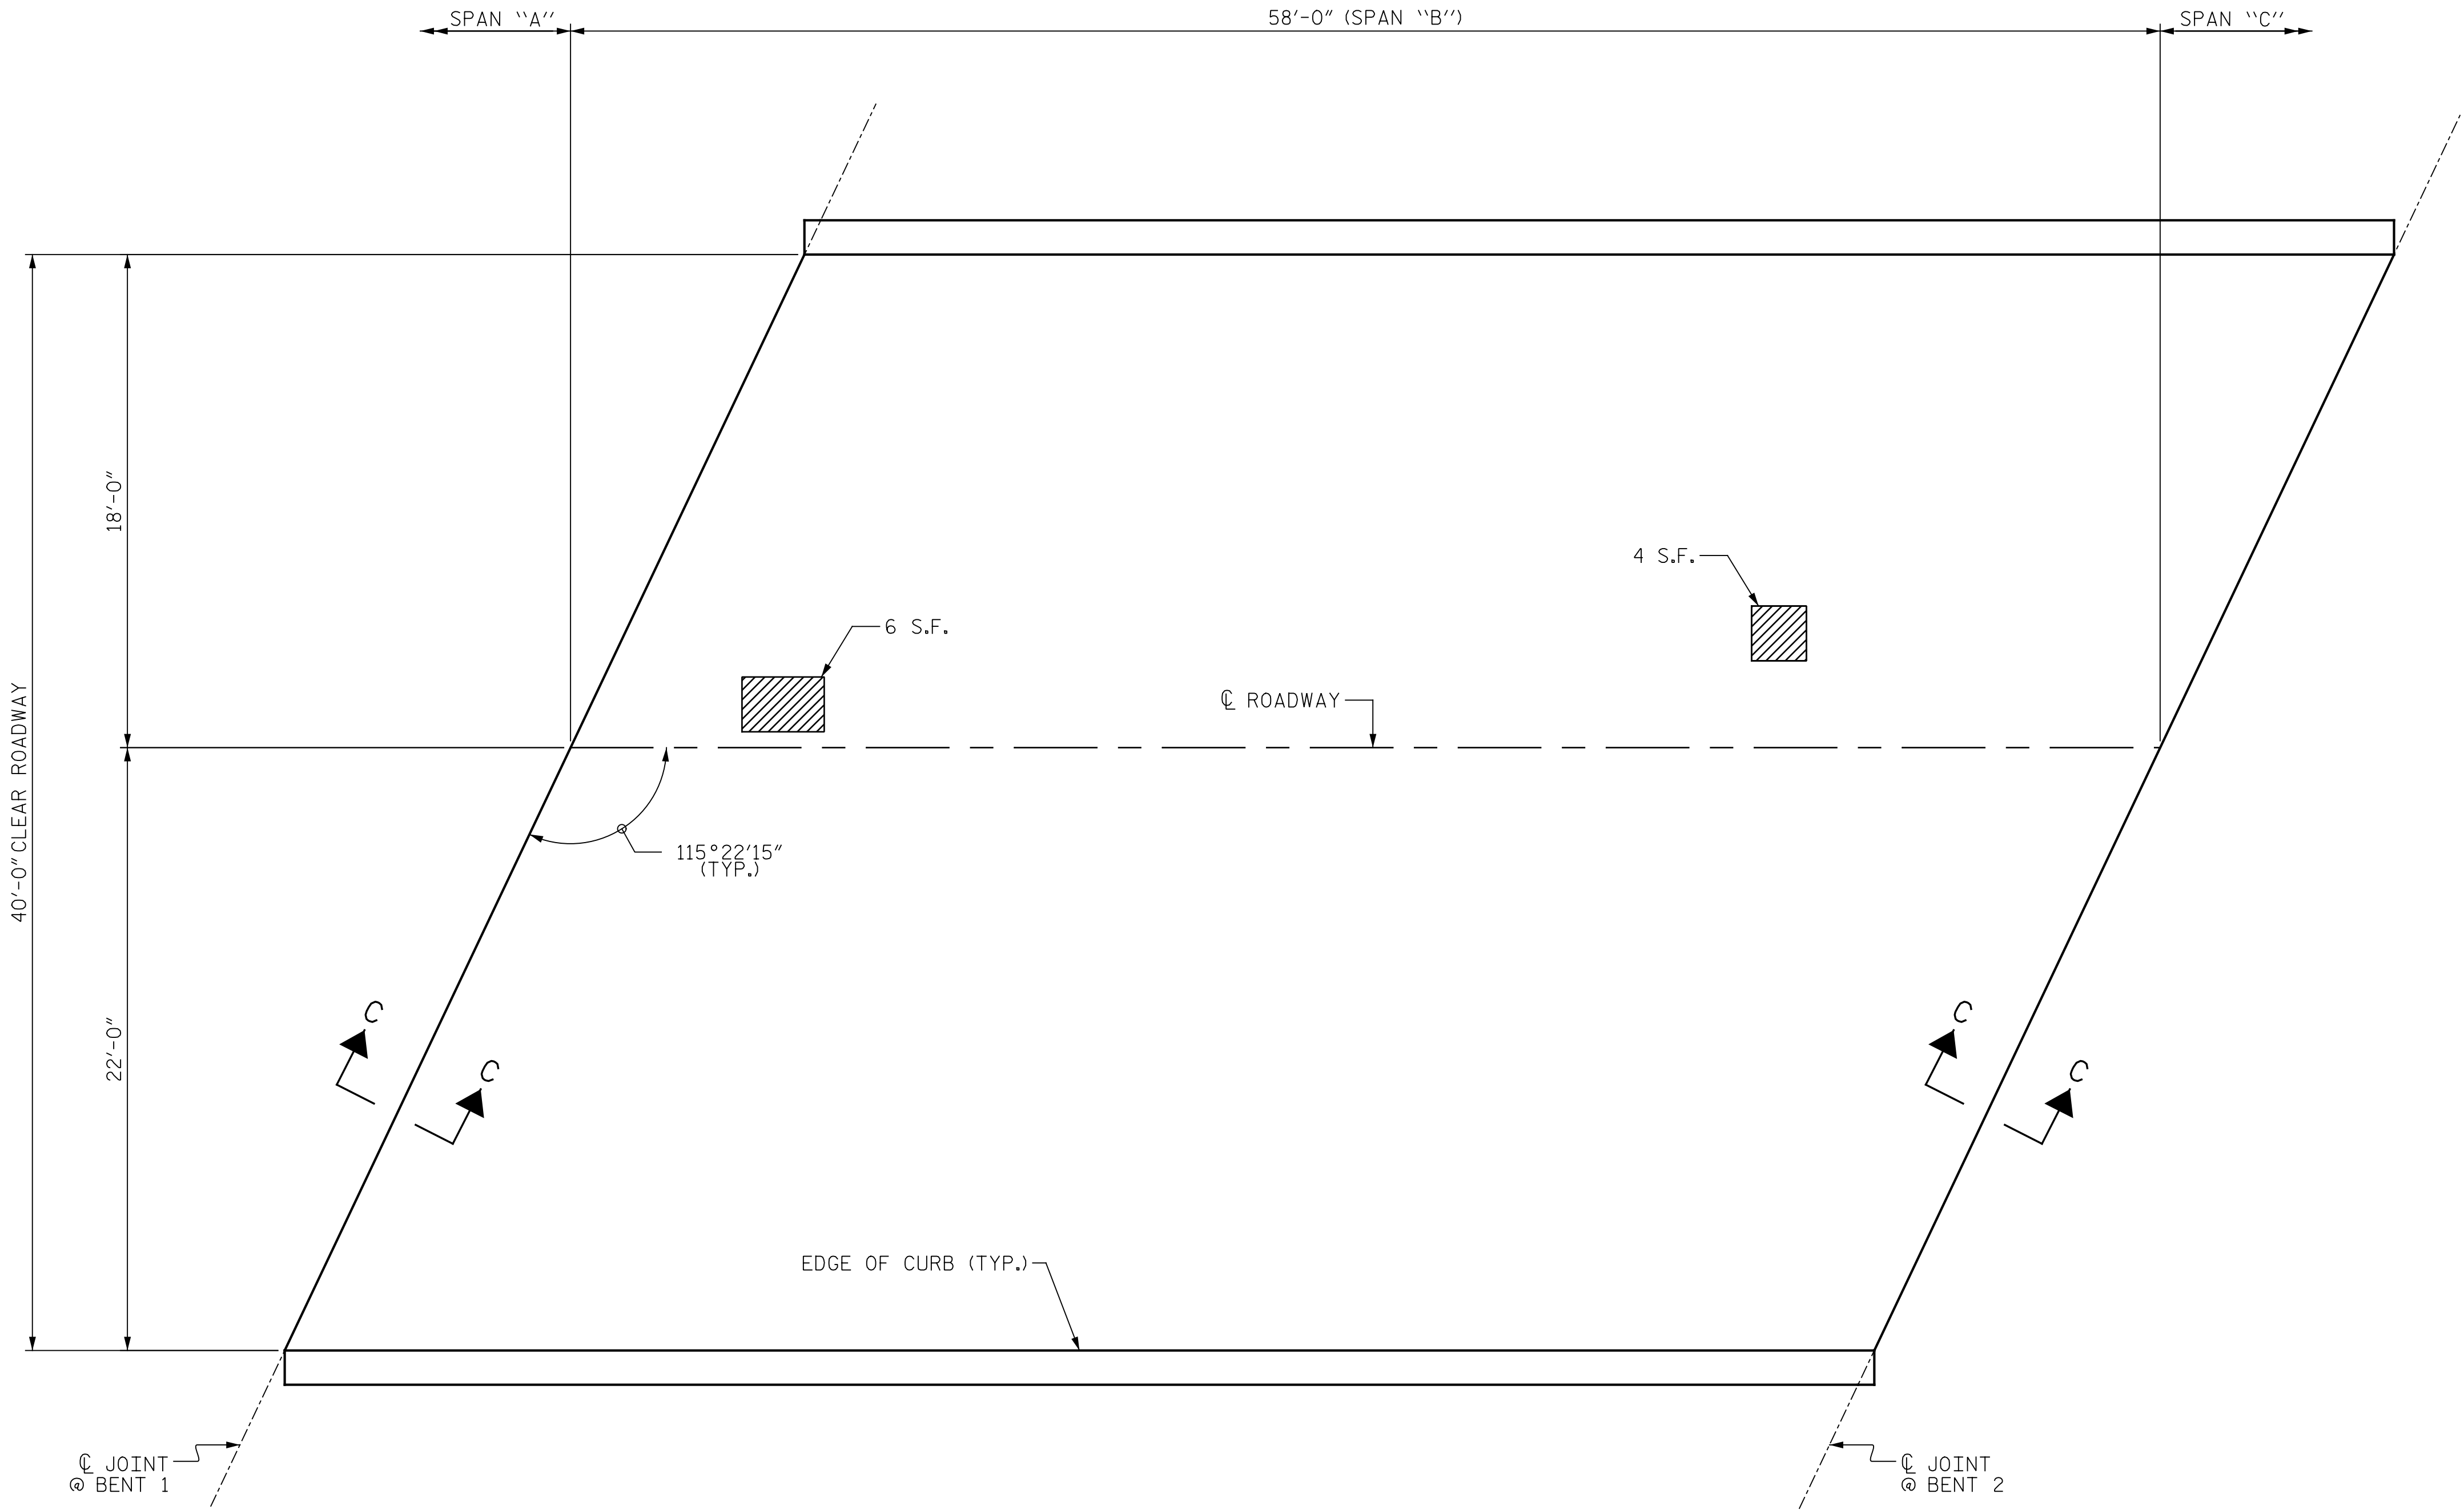 SPAN ‵‵A″
58′-0″ (SPAN ‵‵B″)
SPAN ‵‵C″
18′-0″
4 S.F.
6 S.F.
℄ ROADWAY
40′-0″ CLEAR ROADWAY
115°22′15″
(TYP.)
22′-0″
C
C
C
C
EDGE OF CURB (TYP.)
℄ JOINT
@ BENT 1
℄ JOINT
@ BENT 2